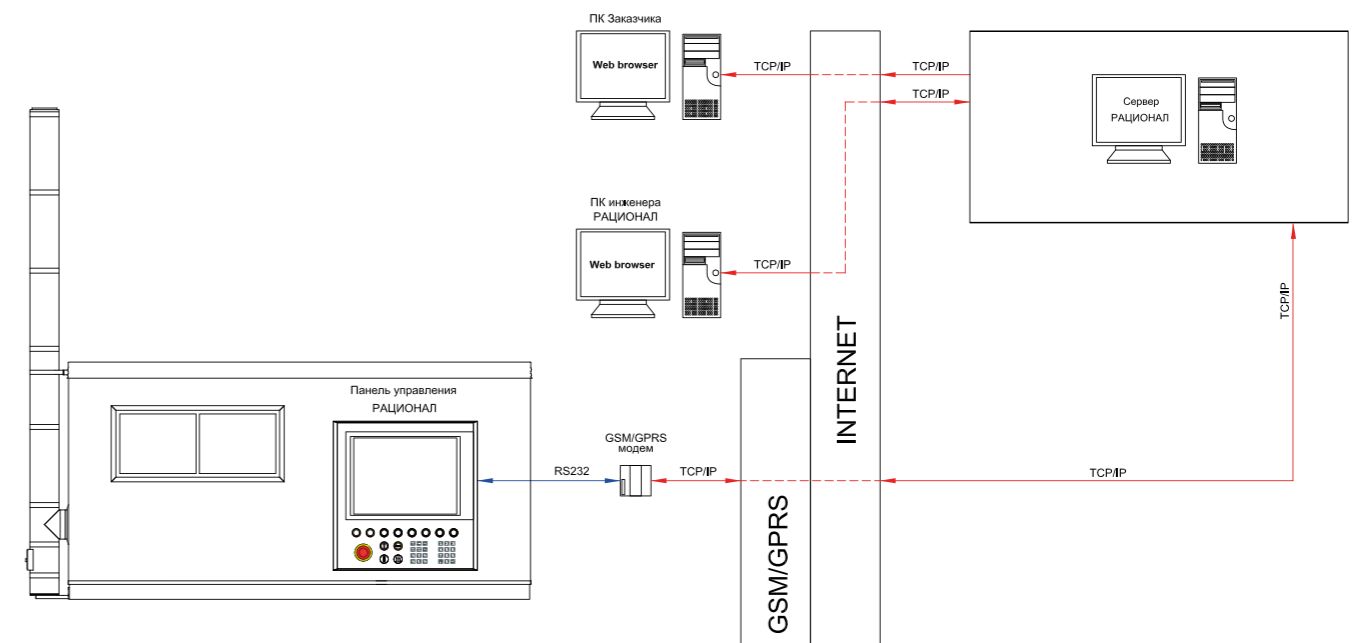 ПК Заказчика
Web browser
TCP/IP
TCP/IP
TCP/IP
Сервер
РАЦИОНАЛ
ПК инженера
РАЦИОНАЛ
Web browser
TCP/IP
TCP/IP
INTERNET
Панель управления
РАЦИОНАЛ
RS232
GSM/GPRS
модем
TCP/IP
TCP/IP
GSM/GPRS